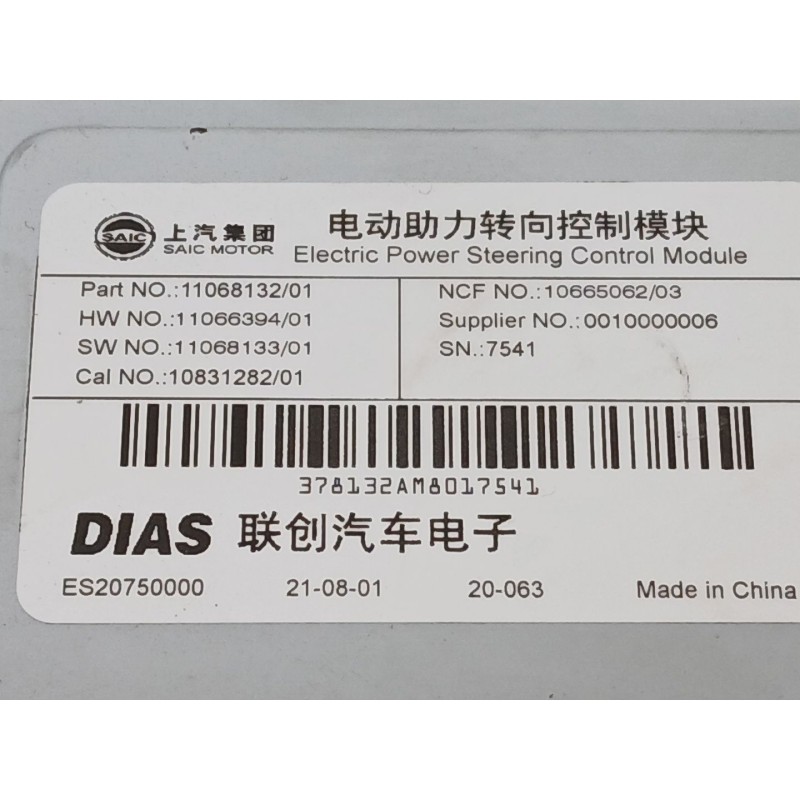 SAIC 上汽集团 SAIC MOTOR
电动助力转向控制模块
Electric Power Steering Control Module
Part NO.:11068132/01
HW NO.:11066394/01
SW NO.:11068133/01
Cal NO.:10831282/01
NCF NO.:10665062/03
Supplier NO.:0010000006
SN.:7541
378132AM8017541
DIAS 联创汽车电子
ES20750000 21-08-01 20-063 Made in China